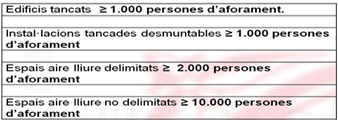 Edificis tancats ≥ 1.000 persones d'aforament.
Instal·lacions tancades desmuntables ≥ 1.000 persones
d'aforament
Espais aire lliure delimitats ≥ 2.000 persones
d'aforament
Espais aire lliure no delimitats ≥ 10.000 persones
d'aforament